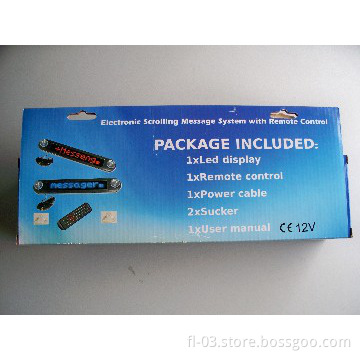 Electronic Scrolling Message System with Remote Control
PACKAGE INCLUDED:
1xLed display
1xRemote control
1xPower cable
2xSucker
1xUser manual CE 12V
messager
fl-03.store.bossgoo.com